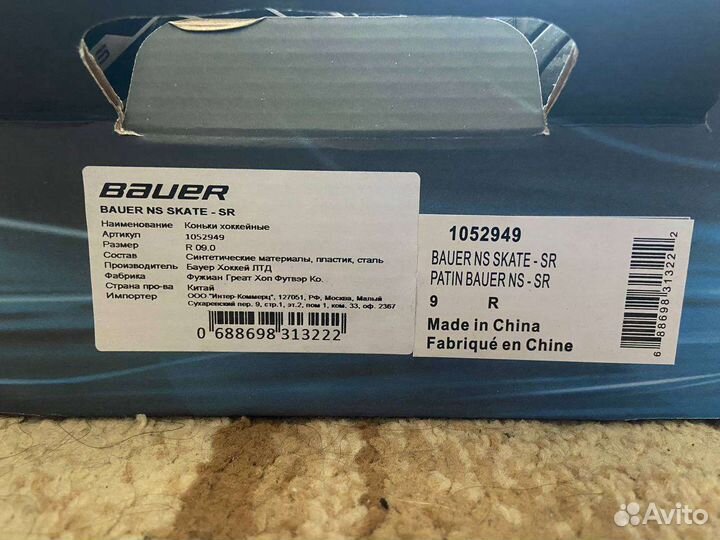 BAUER
BAUER NS SKATE - SR
Наименование Коньки хоккейные
Артикул 1052949
Размер R 09.0
Состав Синтетические материалы, пластик, сталь
Производитель Бауер Хоккей ЛТД
Фабрика Фужиан Греат Хоп Футвэр Ко.
Страна про-ва Китай
Импортер ООО "Интер-Коммерц", 127051, РФ, Москва, Малый
Сухаревский пер. 9, стр.1, эт.2, пом 1, ком. 33, оф. 2367
0 688698 313222
1052949
BAUER NS SKATE - SR
PATIN BAUER NS - SR
9 R
Made in China
Fabriqué en Chine
6 88698 31322 2
Avito